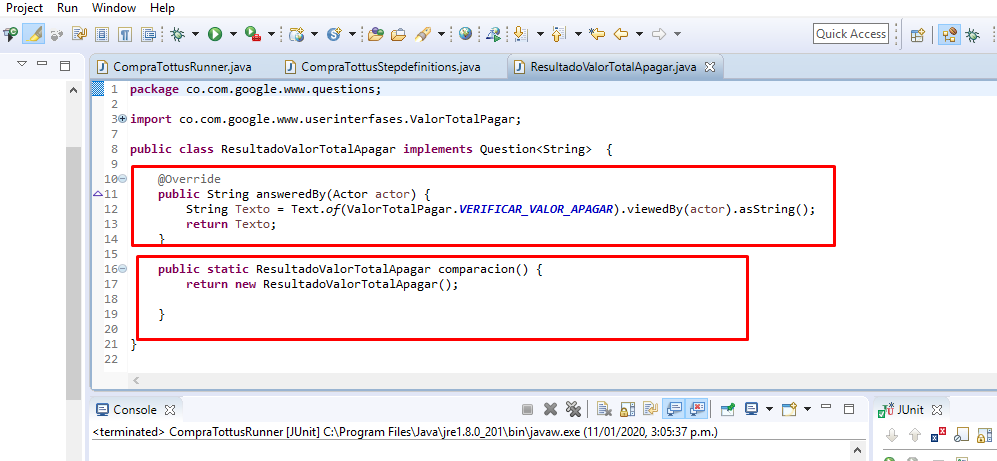 Project Run Window Help
Quick Access
CompraTottusRunner.java CompraTottusStepdefinitions.java ResultadoValorTotalApagar.java
1 package co.com.google.www.questions;
2
3 import co.com.google.www.userinterfases.ValorTotalPagar;
7
8 public class ResultadoValorTotalApagar implements Question<String> {
9
10 @Override
11 public String answeredBy(Actor actor) {
12 String Texto = Text.of(ValorTotalPagar.VERIFICAR_VALOR_APAGAR).viewedBy(actor).asString();
13 return Texto;
14 }
15
16 public static ResultadoValorTotalApagar comparacion() {
17 return new ResultadoValorTotalApagar();
18
19 }
20
21 }
22
Console JUnit
<terminated> CompraTottusRunner [JUnit] C:\Program Files\Java\jre1.8.0_201\bin\javaw.exe (11/01/2020, 3:05:37 p.m.)